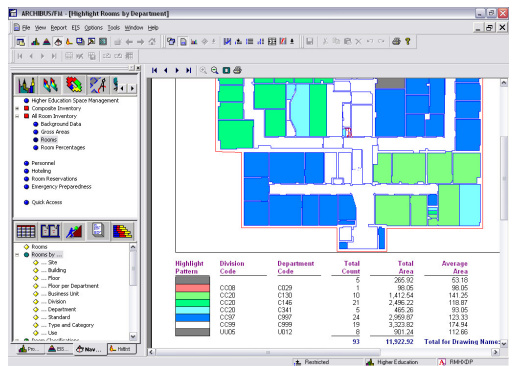 ARCHIBUS/FM - [Highlight Rooms by Department]
File View Report EIS Options Tools Window Help
Higher Education Space Management
Composite Inventory
All Room Inventory
Background Data
Gross Areas
Rooms
Room Percentages
Personnel
Hoteling
Room Reservations
Emergency Preparedness
Quick Access
Rooms
Rooms by ...
... Site
... Building
... Floor
... Floor per Department
... Business Unit
... Division
... Department
... Standard
... Type and Category
... Use
Pro...
EIS...
Nav...
Hotlist
Highlight Pattern Division Code Department Code Total Count Total Area Average Area
5 265.92 53.18
CC08 C029 1 98.05 98.05
CC20 C130 10 1,412.54 141.25
CC20 C146 21 2,496.22 118.87
CC20 C341 5 465.26 93.05
CC97 C997 24 2,959.87 123.33
CC99 C999 19 3,323.82 174.94
UU05 U012 8 901.24 112.66
93 11,922.92 Total for Drawing Name:
Restricted
Higher Education
RMHXDP